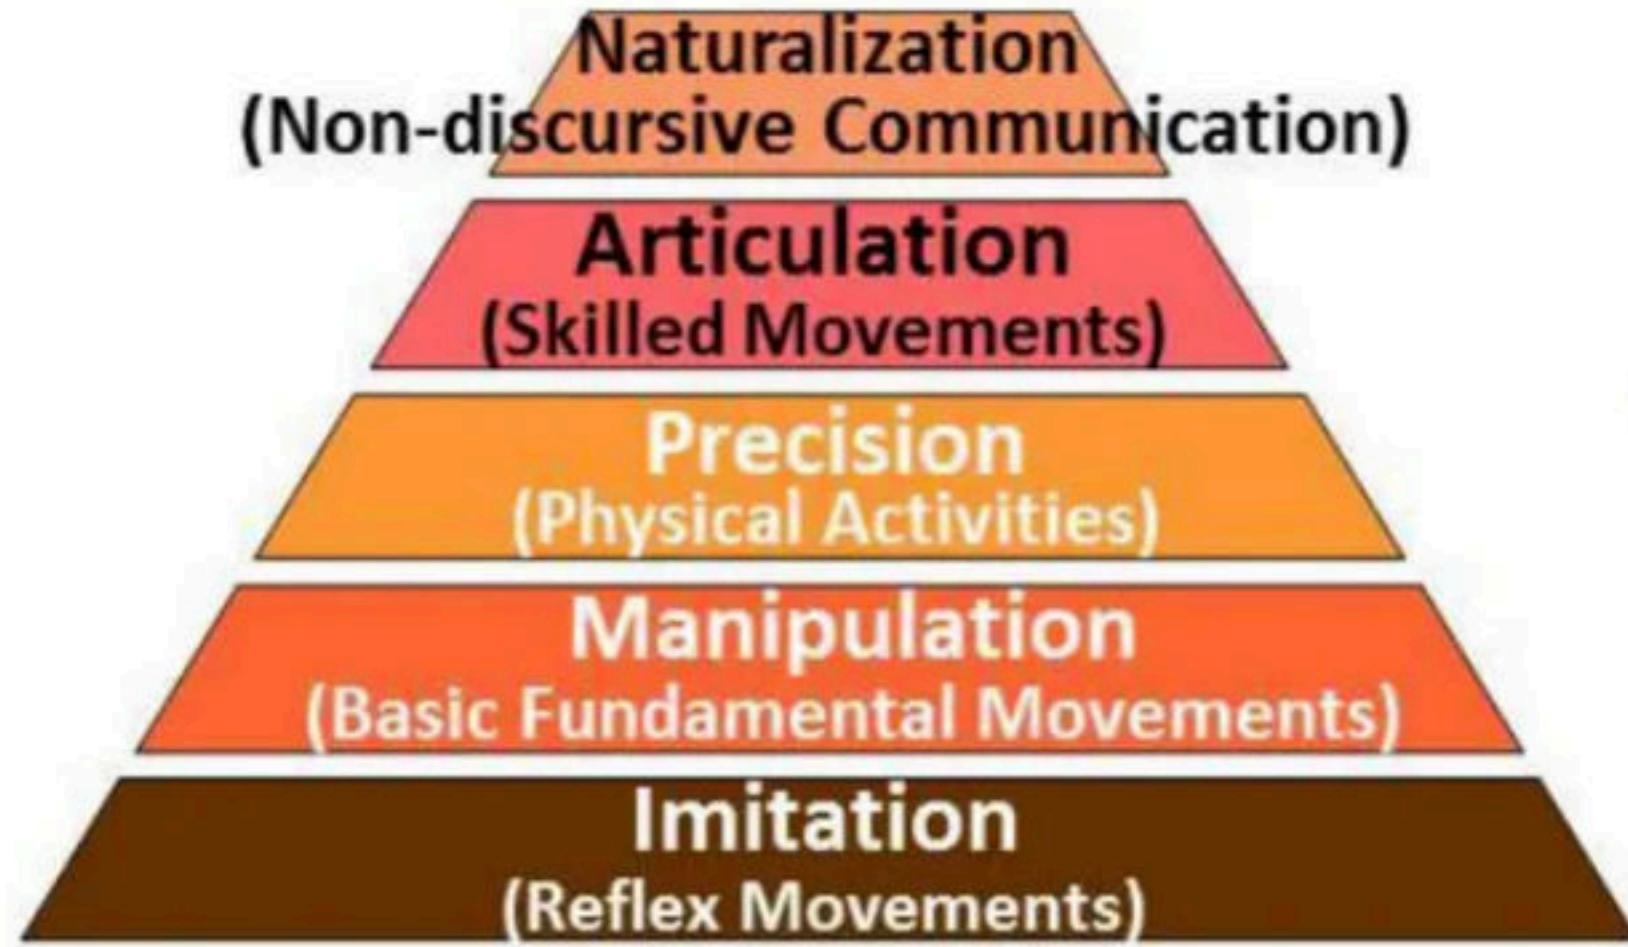 Naturalization
(Non-discursive Communication)
Articulation
(Skilled Movements)
Precision
(Physical Activities)
Manipulation
(Basic Fundamental Movements)
Imitation
(Reflex Movements)